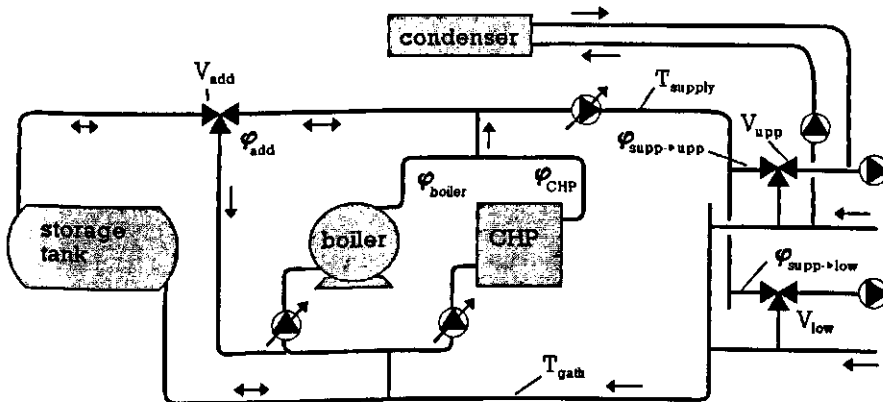 condenser
V_add
T_supply
φ_add
φ_supp→upp
V_upp
φ_boiler
φ_CHP
storage
tank
boiler
CHP
φ_supp→low
V_low
T_gath